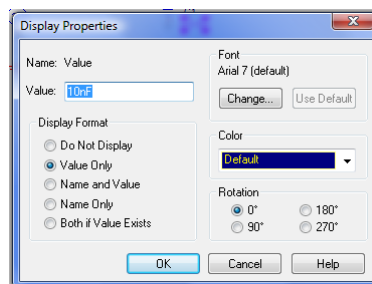 Display Properties
Name: Value
Value: 10nF
Display Format
Do Not Display
Value Only
Name and Value
Name Only
Both if Value Exists
Font
Arial 7 (default)
Change... Use Default
Color
Default
Rotation
0° 180°
90° 270°
OK Cancel Help